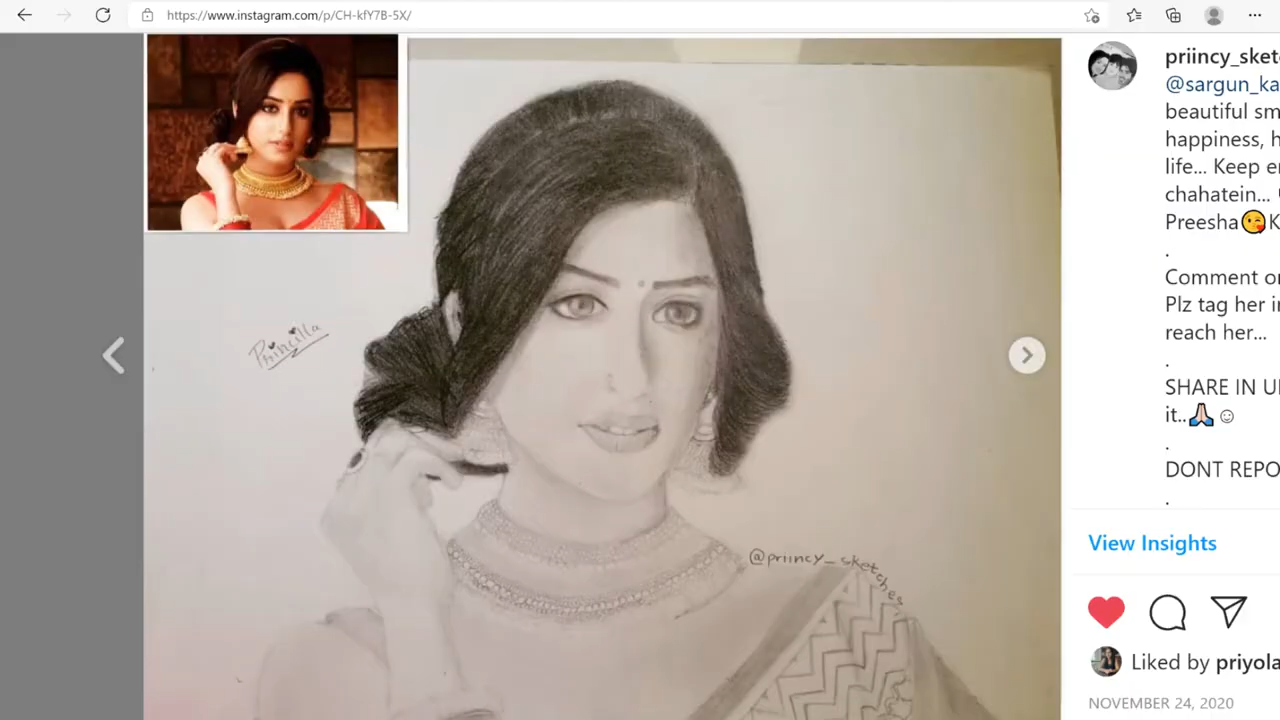 https://www.instagram.com/p/CH-kfY7B-5X/
priincy_sket
@sargun_ka
beautiful sm
happiness, h
life... Keep e
chahatein...
Preesha😘K
.
Comment o
Plz tag her i
reach her...
.
SHARE IN U
it..🙏🏻☺
.
DONT REPO
.
Princilla
@priincy_sketches
View Insights
Liked by priyola
NOVEMBER 24, 2020